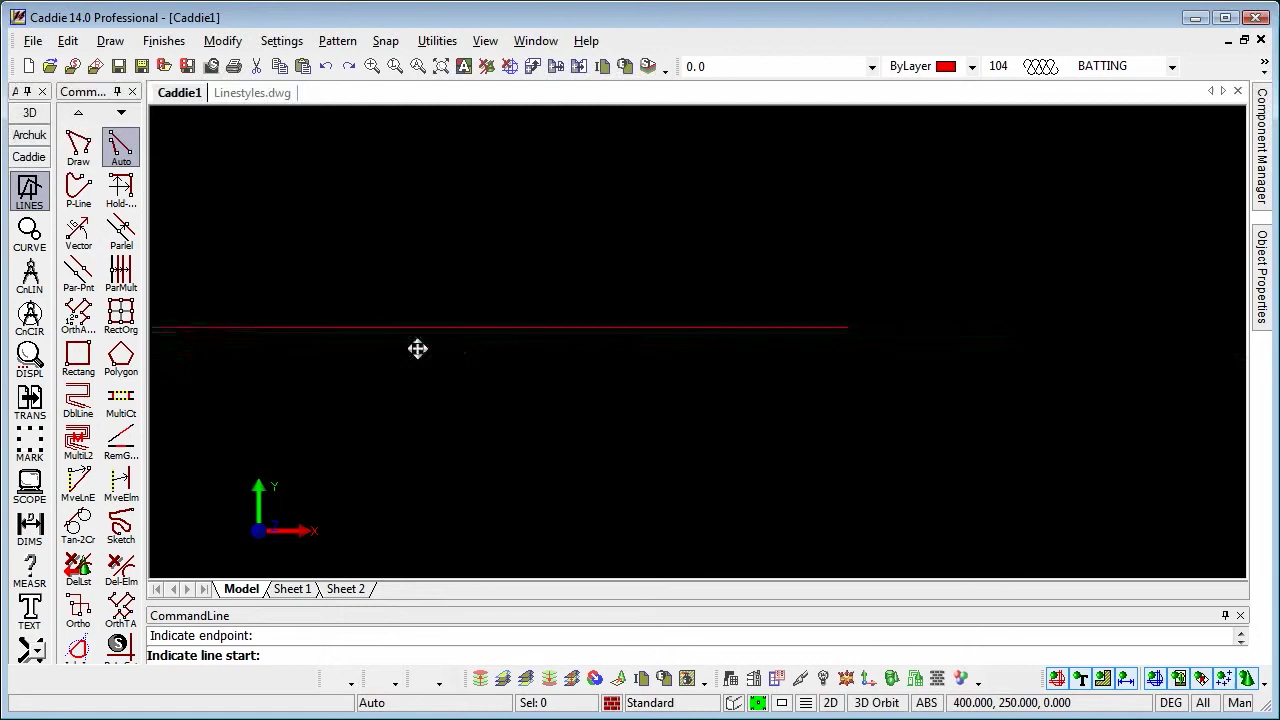 Caddie 14.0 Professional - [Caddie1]
File Edit Draw Finishes Modify Settings Pattern Snap Utilities View Window Help
0. 0 ByLayer 104 BATTING
A Comm... Caddie1 Linestyles.dwg
3D
Archuk
Caddie
LINES
CURVE
CnLIN
CnCIR
DISPL
TRANS
MARK
SCOPE
DIMS
MEASR
TEXT
Draw Auto
P-Line Hold-...
Vector Parlel
Par-Pnt ParMult
OrthA... RectOrg
Rectang Polygon
DblLine MultiCt
MultiL2 RemG...
MveLnE MveElm
Tan-2Cr Sketch
DelLst Del-Elm
Ortho OrthTA
Y
Z X
Component Manager
Object Properties
Model Sheet 1 Sheet 2
CommandLine
Indicate endpoint:
Indicate line start:
Auto Sel: 0 Standard 2D 3D Orbit ABS 400.000, 250.000, 0.000 DEG All Man